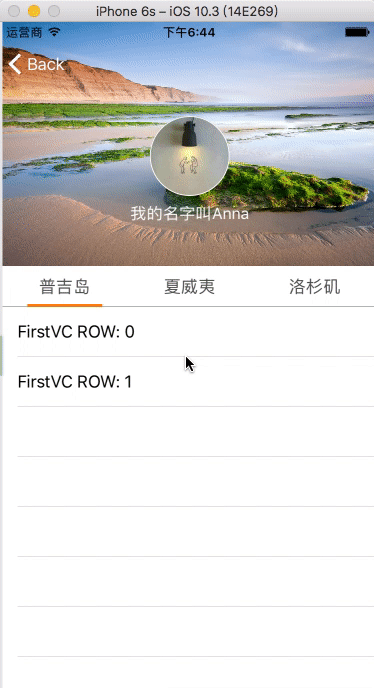 iPhone 6s – iOS 10.3 (14E269)
运营商 下午6:44
Back
我的名字叫Anna
普吉岛 夏威夷 洛杉矶
FirstVC ROW: 0
FirstVC ROW: 1